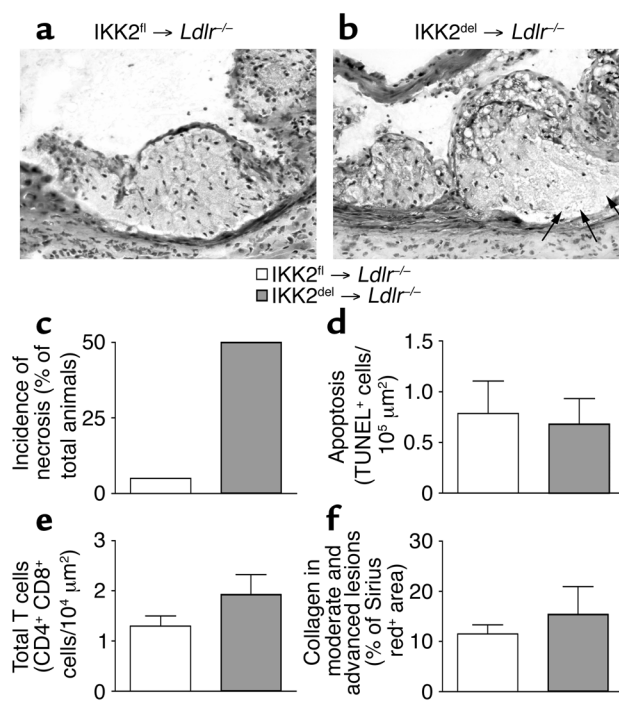 a IKK2ᶠˡ → Ldlr⁻/⁻
b IKK2ᵈᵉˡ → Ldlr⁻/⁻
IKK2ᶠˡ → Ldlr⁻/⁻
IKK2ᵈᵉˡ → Ldlr⁻/⁻
c
Incidence of
necrosis (% of
total animals)
50
25
0
d
Apoptosis
(TUNEL⁺ cells/
10⁵ μm²)
1.5
1.0
0.5
0
e
Total T cells
(CD4⁺ CD8⁺
cells/10⁴ μm²)
3
2
1
0
f
Collagen in
moderate and
advanced lesions
(% of Sirius
red⁺ area)
30
20
10
0